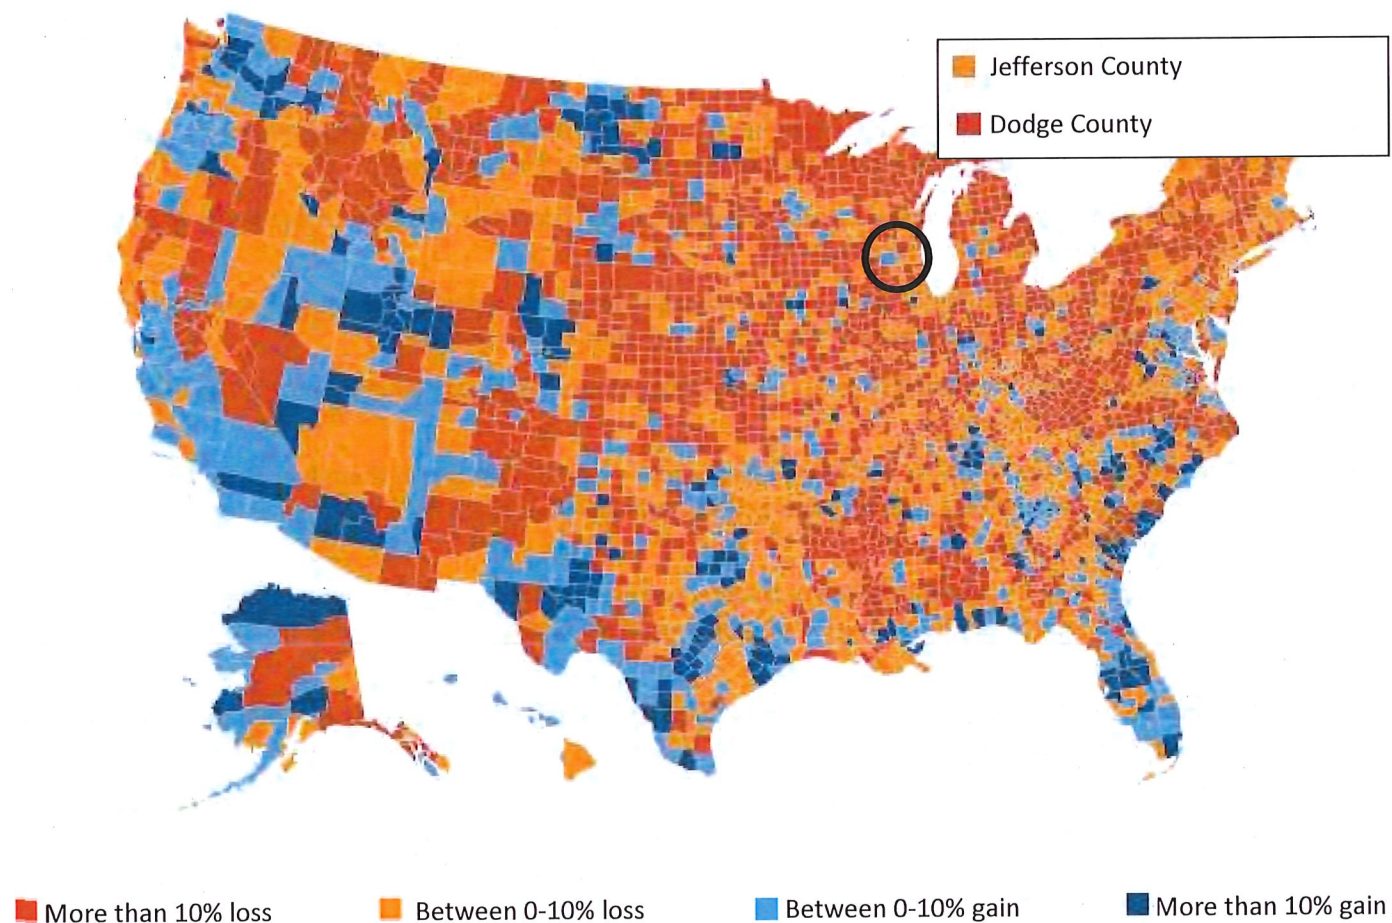 Jefferson County
Dodge County
More than 10% loss
Between 0-10% loss
Between 0-10% gain
More than 10% gain